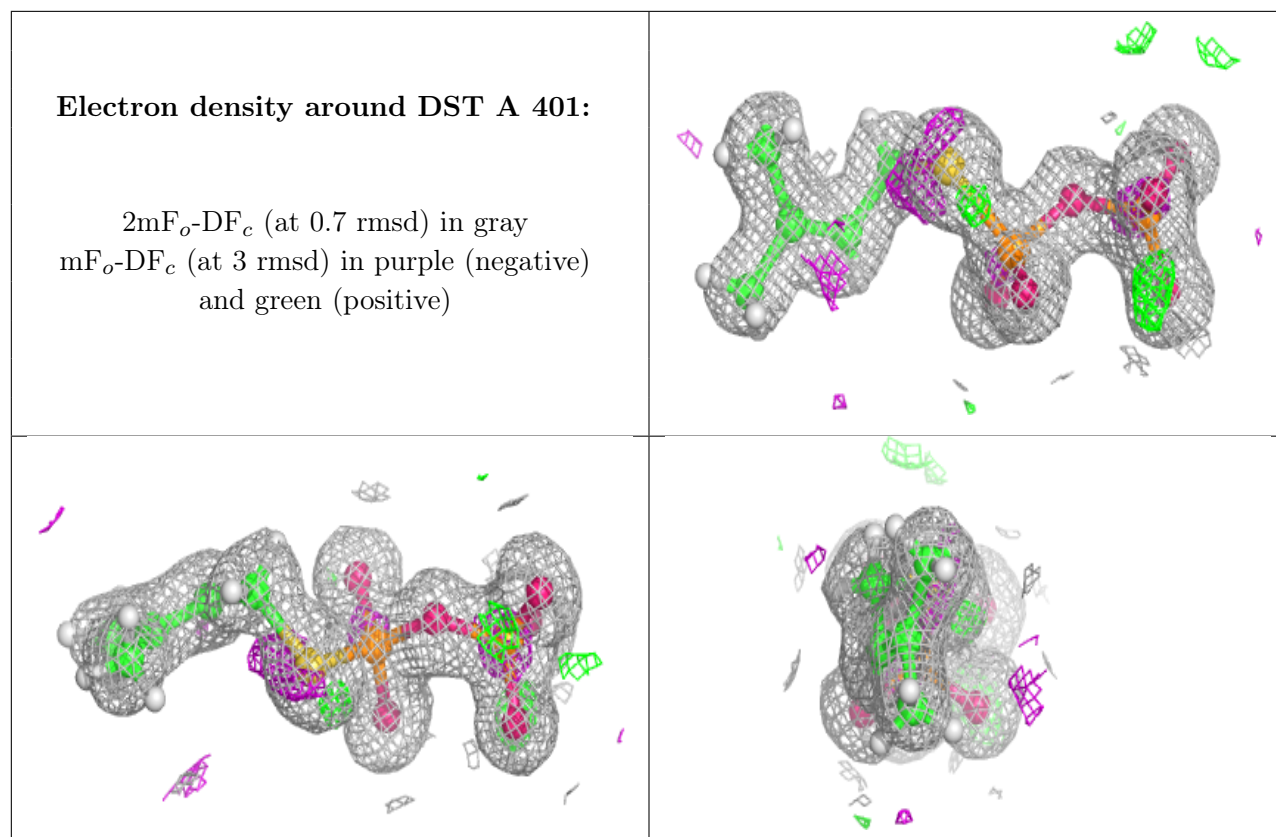 Electron density around DST A 401:
2mFo-DFc (at 0.7 rmsd) in gray
mFo-DFc (at 3 rmsd) in purple (negative)
and green (positive)